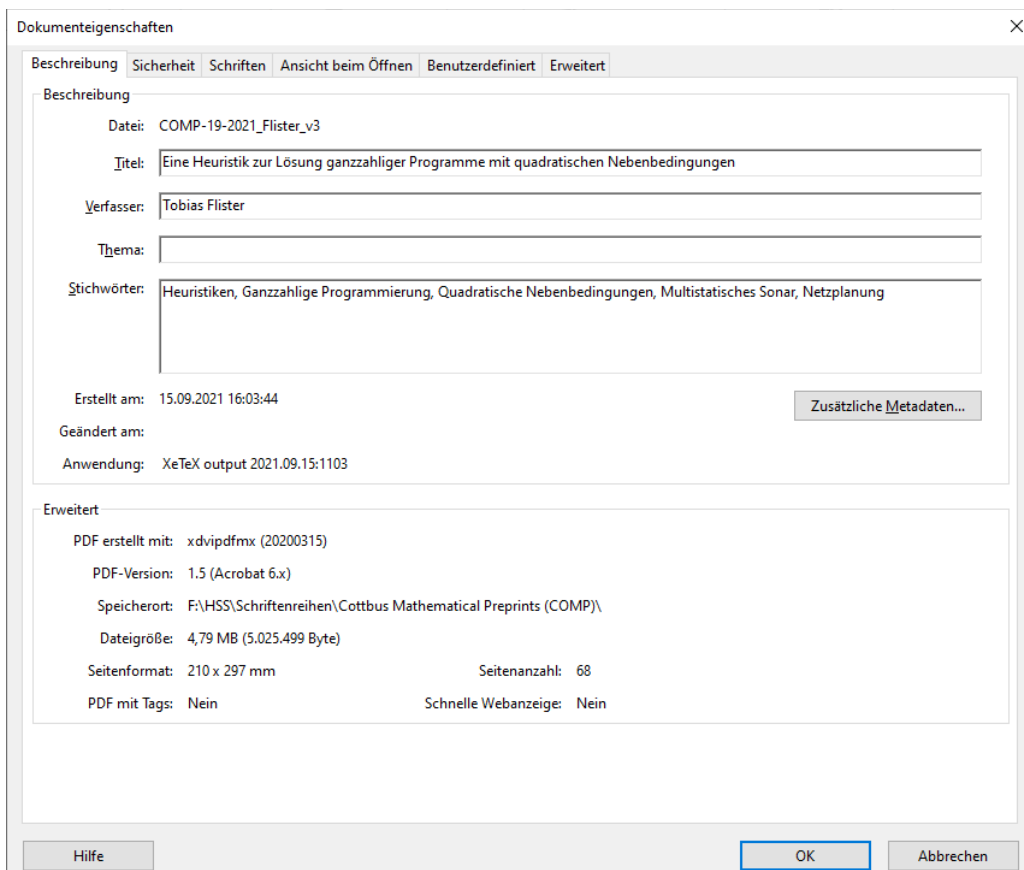 Dokumenteigenschaften
Beschreibung Sicherheit Schriften Ansicht beim Öffnen Benutzerdefiniert Erweitert
Beschreibung
Datei: COMP-19-2021_Flister_v3
Titel: Eine Heuristik zur Lösung ganzzahliger Programme mit quadratischen Nebenbedingungen
Verfasser: Tobias Flister
Thema:
Stichwörter: Heuristiken, Ganzzahlige Programmierung, Quadratische Nebenbedingungen, Multistatisches Sonar, Netzplanung
Erstellt am: 15.09.2021 16:03:44
Zusätzliche Metadaten...
Geändert am:
Anwendung: XeTeX output 2021.09.15:1103
Erweitert
PDF erstellt mit: xdvipdfmx (20200315)
PDF-Version: 1.5 (Acrobat 6.x)
Speicherort: F:\HSS\Schriftenreihen\Cottbus Mathematical Preprints (COMP)\
Dateigröße: 4,79 MB (5.025.499 Byte)
Seitenformat: 210 x 297 mm Seitenanzahl: 68
PDF mit Tags: Nein Schnelle Webanzeige: Nein
Hilfe OK Abbrechen